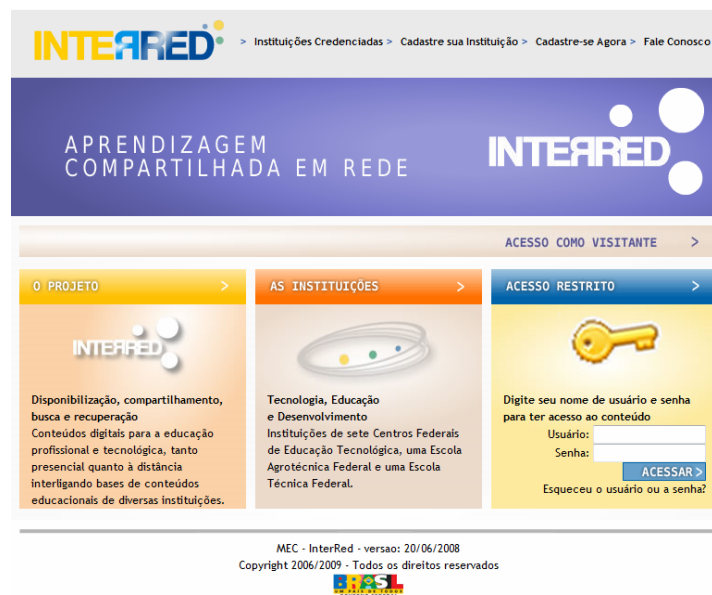 INTERRED
> Instituições Credenciadas > Cadastre sua Instituição > Cadastre-se Agora > Fale Conosco
APRENDIZAGEM
COMPARTILHADA EM REDE
INTERRED
ACESSO COMO VISITANTE >
O PROJETO >
INTERRED
Disponibilização, compartilhamento,
busca e recuperação
Conteúdos digitais para a educação
profissional e tecnológica, tanto
presencial quanto à distância
interligando bases de conteúdos
educacionais de diversas instituições.
AS INSTITUIÇÕES >
Tecnologia, Educação
e Desenvolvimento
Instituições de sete Centros Federais
de Educação Tecnológica, uma Escola
Agrotécnica Federal e uma Escola
Técnica Federal.
ACESSO RESTRITO >
Digite seu nome de usuário e senha
para ter acesso ao conteúdo
Usuário:
Senha:
ACESSAR >
Esqueceu o usuário ou a senha?
MEC - InterRed - versao: 20/06/2008
Copyright 2006/2009 - Todos os direitos reservados
BRASIL
UM PAÍS DE TODOS